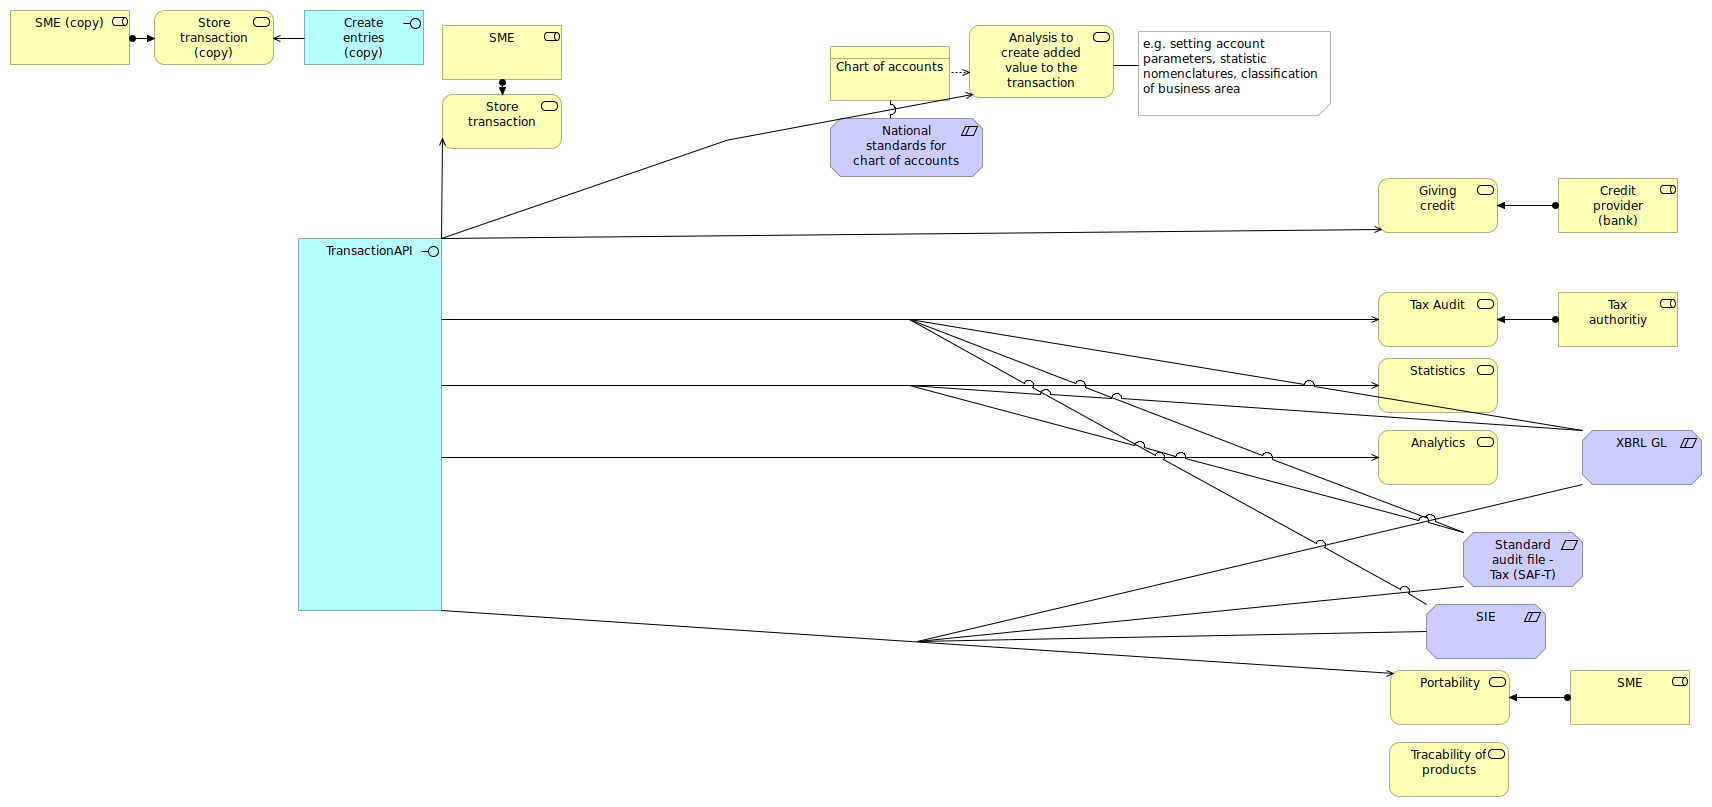 SME (copy)
Store
transaction
(copy)
Create
entries
(copy)
SME
Store
transaction
Chart of accounts
Analysis to
create added
value to the
transaction
e.g. setting account
parameters, statistic
nomenclatures, classification
of business area
National
standards for
chart of accounts
Giving
credit
Credit
provider
(bank)
TransactionAPI
Tax Audit
Tax
authoritiy
Statistics
Analytics
XBRL GL
Standard
audit file -
Tax (SAF-T)
SIE
Portability
SME
Tracability of
products